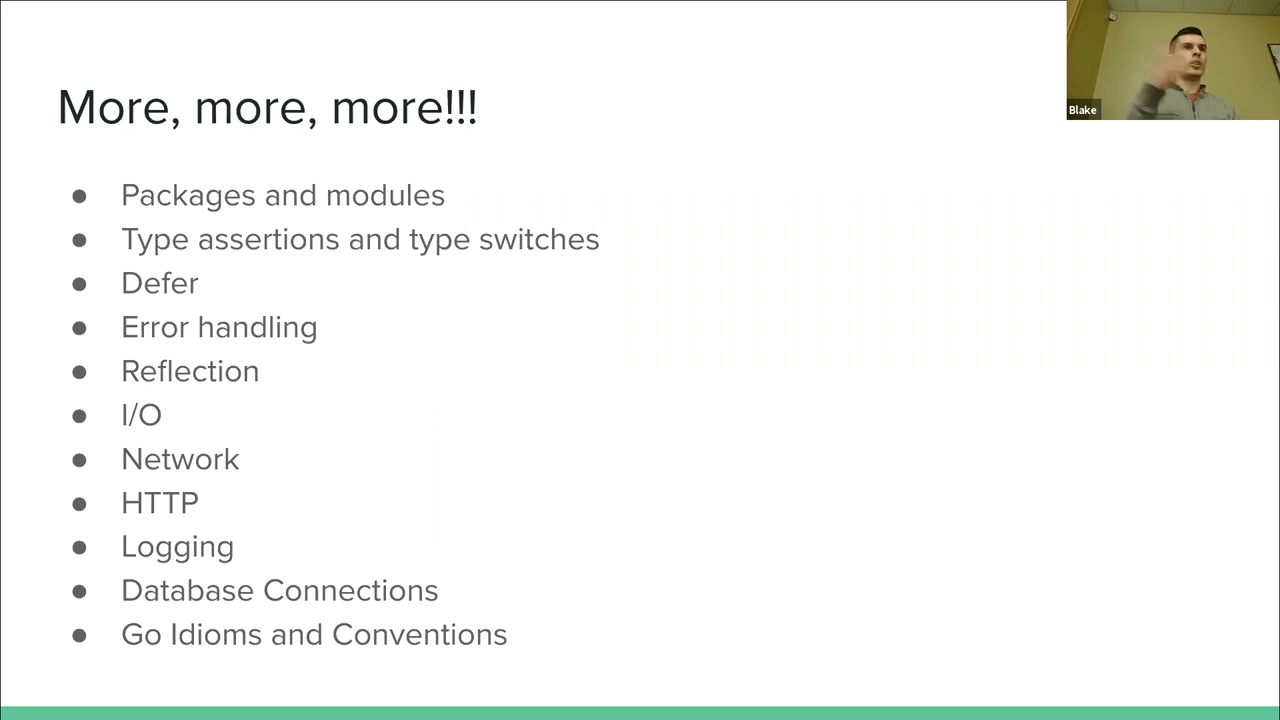 More, more, more!!!
Blake
● Packages and modules
● Type assertions and type switches
● Defer
● Error handling
● Reflection
● I/O
● Network
● HTTP
● Logging
● Database Connections
● Go Idioms and Conventions